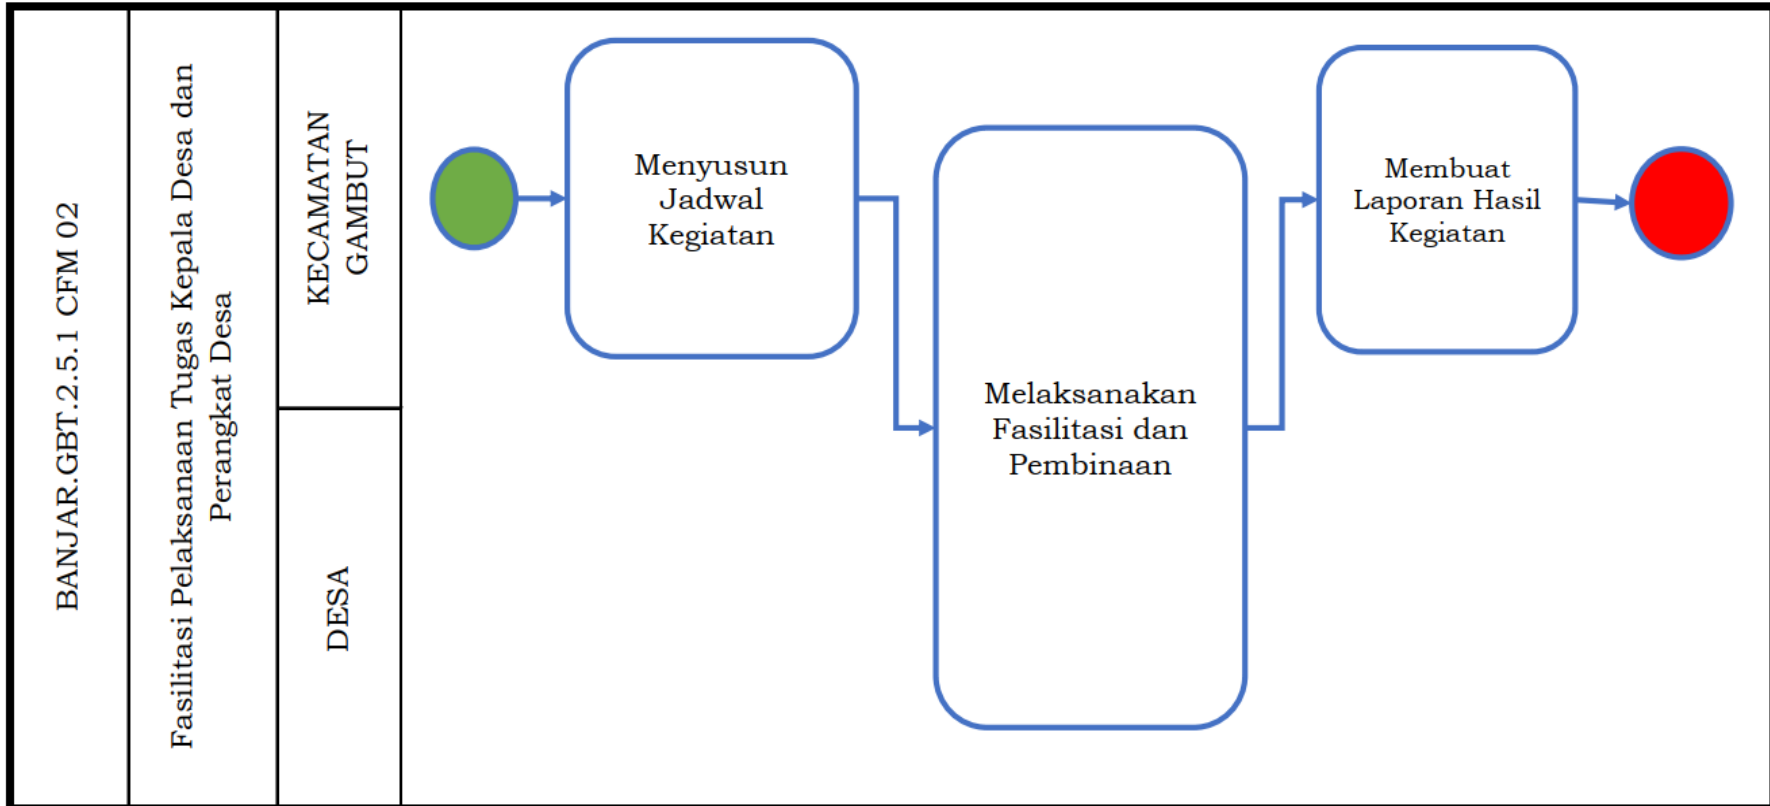 BANJAR.GBT.2.5.1 CFM 02
Fasilitasi Pelaksanaan Tugas Kepala Desa dan
Perangkat Desa
KECAMATAN
GAMBUT
DESA
Menyusun
Jadwal
Kegiatan
Melaksanakan
Fasilitasi dan
Pembinaan
Membuat
Laporan Hasil
Kegiatan